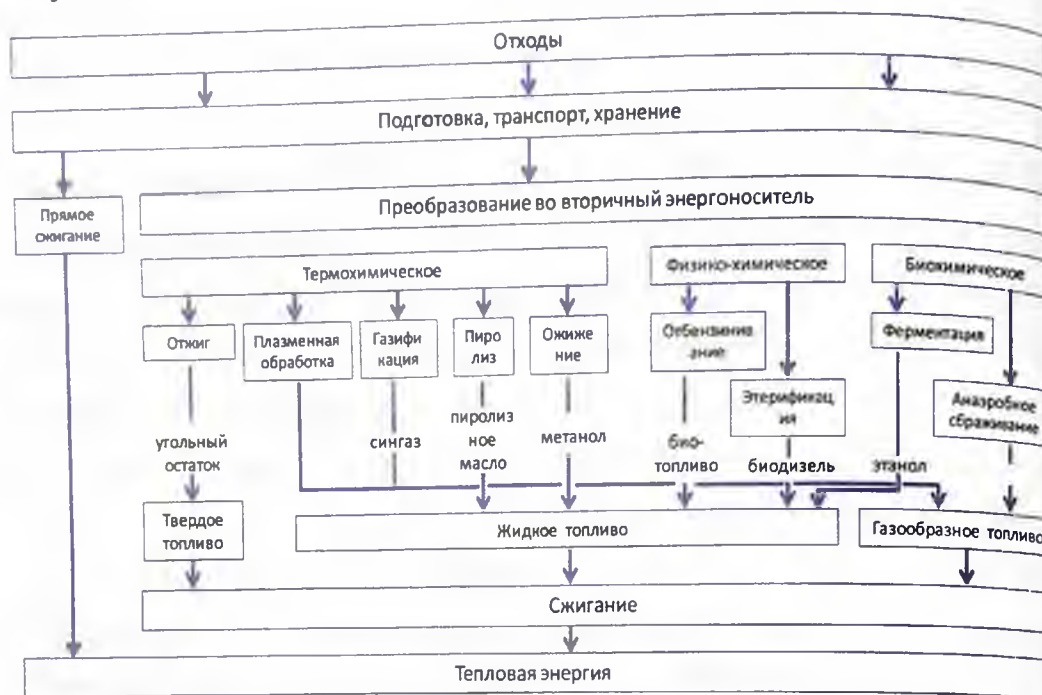 Отходы
Подготовка, транспорт, хранение
Прямое
сжигание
Преобразование во вторичный энергоноситель
Термохимическое
Физико-химическое
Биохимическое
Отжиг
Плазменная
обработка
Газифи
кация
Пиро
лиз
Ожиже
ние
Отбензинив
ание
Ферментация
Этерификац
ия
Анаэробное
сбраживание
угольный
остаток
сингаз
пиролиз
ное
масло
метанол
био-
топливо
биодизель
этанол
Твердое
топливо
Жидкое топливо
Газообразное топливо
Сжигание
Тепловая энергия